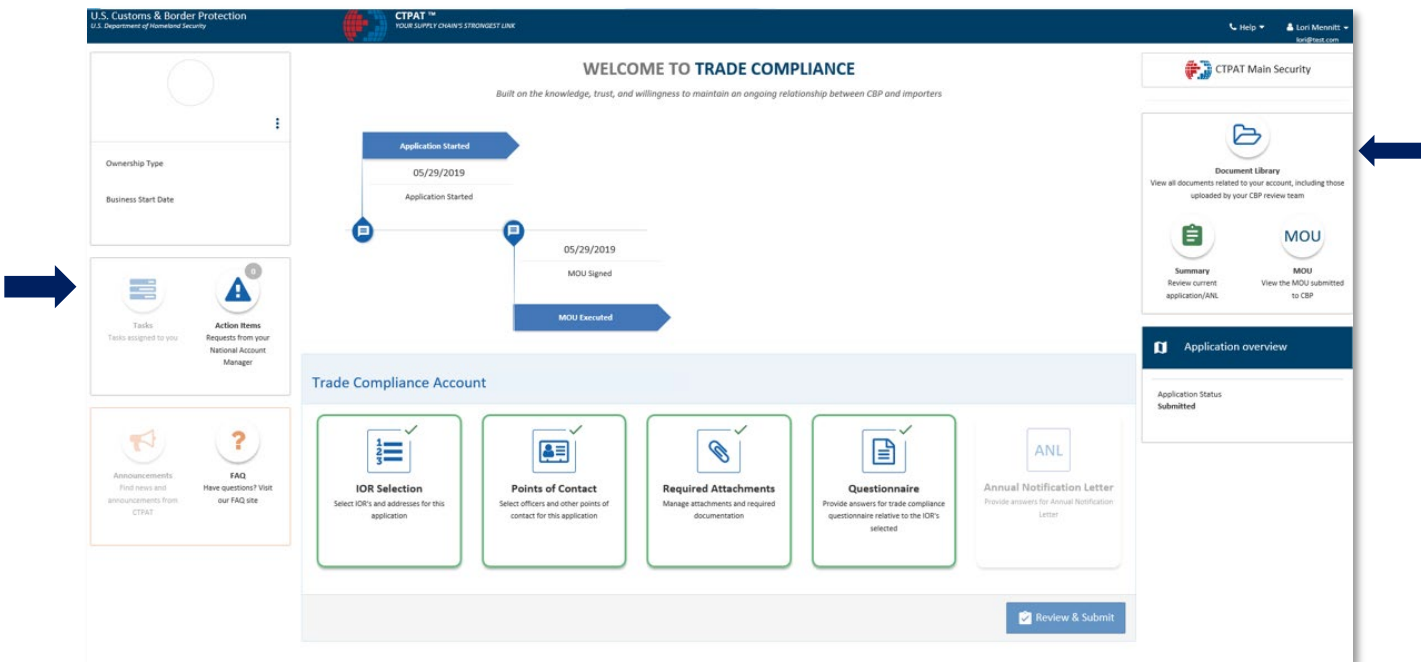 U.S. Customs & Border Protection
U.S. Department of Homeland Security
CTPAT ™
YOUR SUPPLY CHAIN'S STRONGEST LINK
Help
Lori Mennitt
lori@test.com
Ownership Type
Business Start Date
0
Tasks
Tasks assigned to you
Action Items
Requests from your
National Account
Manager
Announcements
Find news and
announcements from
CTPAT
?
FAQ
Have questions? Visit
our FAQ site
WELCOME TO TRADE COMPLIANCE
Built on the knowledge, trust, and willingness to maintain an ongoing relationship between CBP and importers
Application Started
05/29/2019
Application Started
05/29/2019
MOU Signed
MOU Executed
Trade Compliance Account
1
2
3
IOR Selection
Select IOR's and addresses for this
application
Points of Contact
Select officers and other points of
contact for this application
Required Attachments
Manage attachments and required
documentation
Questionnaire
Provide answers for trade compliance
questionnaire relative to the IOR's
selected
ANL
Annual Notification Letter
Provide answers for Annual Notification
Letter
Review & Submit
CTPAT Main Security
Document Library
View all documents related to your account, including those
uploaded by your CBP review team
Summary
Review current
application/ANL
MOU
MOU
View the MOU submitted
to CBP
Application overview
Application Status
Submitted